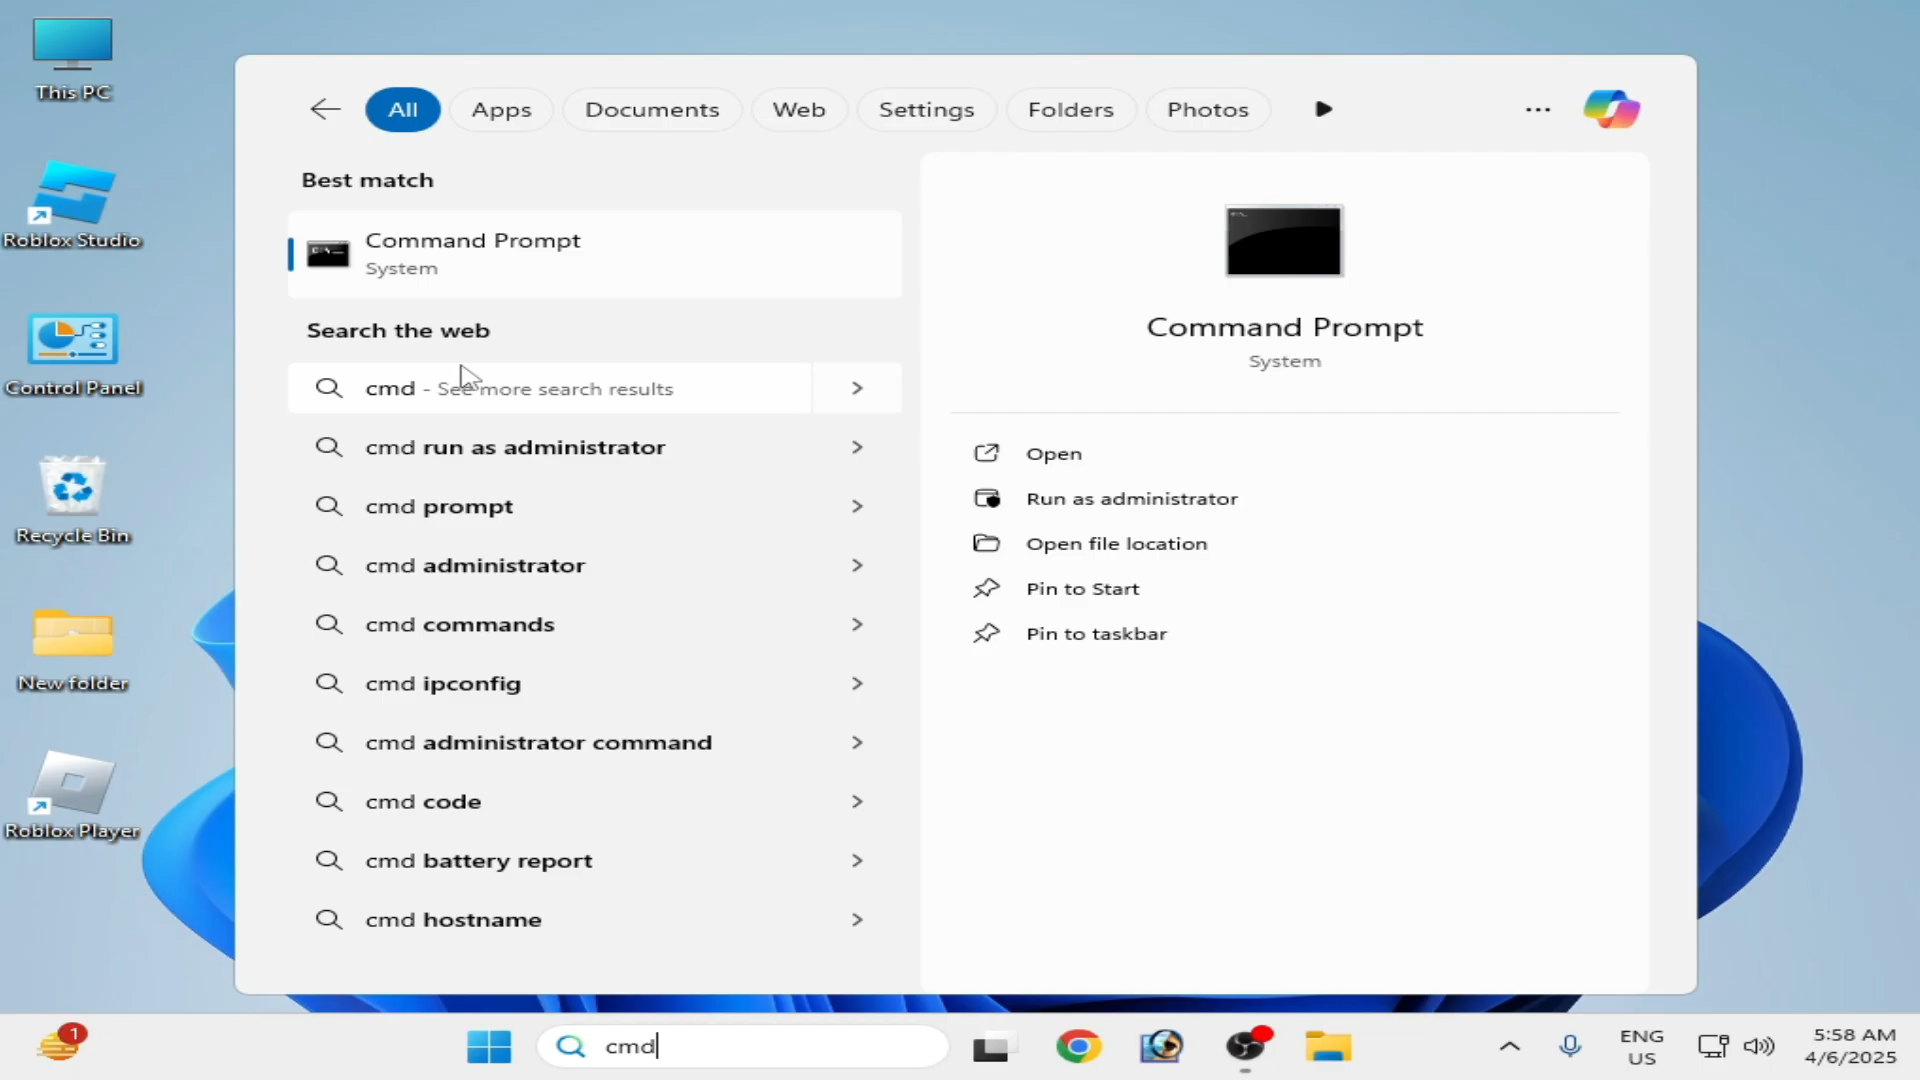 This PC
Roblox Studio
Control Panel
Recycle Bin
New folder
Roblox Player
All
Apps
Documents
Web
Settings
Folders
Photos
Best match
Command Prompt
System
Search the web
cmd - See more search results
cmd run as administrator
cmd prompt
cmd administrator
cmd commands
cmd ipconfig
cmd administrator command
cmd code
cmd battery report
cmd hostname
Command Prompt
System
Open
Run as administrator
Open file location
Pin to Start
Pin to taskbar
1
cmd
ENG
US
5:58 AM
4/6/2025